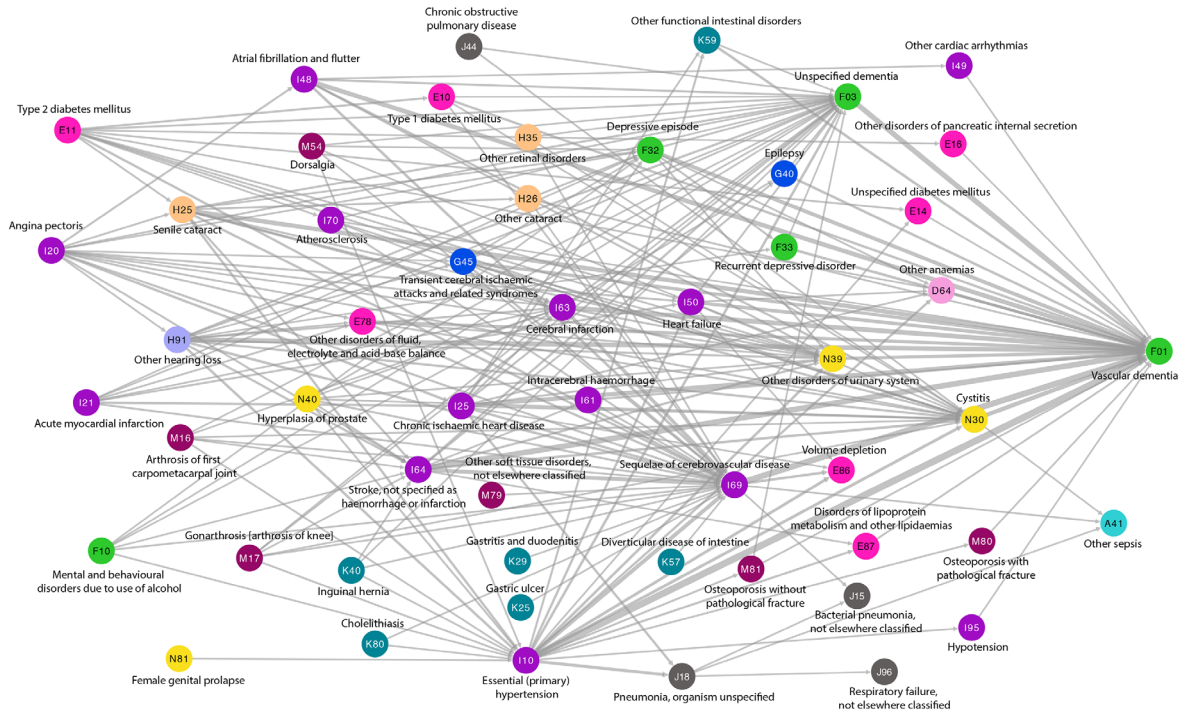 Chronic obstructive
pulmonary disease
J44
Other functional intestinal disorders
K59
Other cardiac arrhythmias
I49
Atrial fibrillation and flutter
I48
Unspecified dementia
F03
Type 2 diabetes mellitus
E11
E10
Type 1 diabetes mellitus
Other disorders of pancreatic internal secretion
E16
M54
Dorsalgia
H35
Other retinal disorders
Depressive episode
F32
Epilepsy
G40
Unspecified diabetes mellitus
E14
H25
Senile cataract
H26
Other cataract
I70
Atherosclerosis
Angina pectoris
I20
F33
Recurrent depressive disorder
G45
Transient cerebral ischaemic
attacks and related syndromes
Other anaemias
D64
I63
Cerebral infarction
I50
Heart failure
E78
Other disorders of fluid,
electrolyte and acid-base balance
H91
Other hearing loss
F01
Vascular dementia
N39
Other disorders of urinary system
Intracerebral haemorrhage
I61
I21
Acute myocardial infarction
N40
Hyperplasia of prostate
I25
Chronic ischaemic heart disease
Cystitis
N30
M16
Arthrosis of first
carpometacarpal joint
I64
Stroke, not specified as
haemorrhage or infarction
Other soft tissue disorders,
not elsewhere classified
M79
Sequelae of cerebrovascular disease
I69
Volume depletion
E86
Disorders of lipoprotein
metabolism and other lipidaemias
E87
A41
Other sepsis
F10
Mental and behavioural
disorders due to use of alcohol
Gonarthrosis [arthrosis of knee]
M17
K40
Inguinal hernia
Gastritis and duodenitis
K29
Diverticular disease of intestine
K57
M81
Osteoporosis without
pathological fracture
M80
Osteoporosis with
pathological fracture
Gastric ulcer
K25
J15
Bacterial pneumonia,
not elsewhere classified
Cholelithiasis
K80
I95
Hypotension
N81
Female genital prolapse
I10
Essential (primary)
hypertension
J18
Pneumonia, organism unspecified
J96
Respiratory failure,
not elsewhere classified